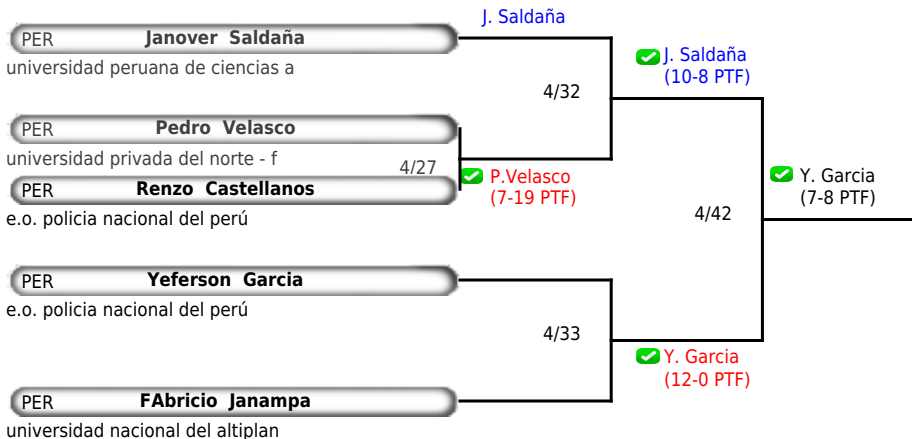 J. Saldaña
PER Janover Saldaña
universidad peruana de ciencias a
J. Saldaña
(10-8 PTF)
4/32
PER Pedro Velasco
universidad privada del norte - f
4/27
P.Velasco
(7-19 PTF)
PER Renzo Castellanos
e.o. policia nacional del perú
Y. Garcia
(7-8 PTF)
4/42
PER Yeferson Garcia
e.o. policia nacional del perú
4/33
Y. Garcia
(12-0 PTF)
PER FAbricio Janampa
universidad nacional del altiplan